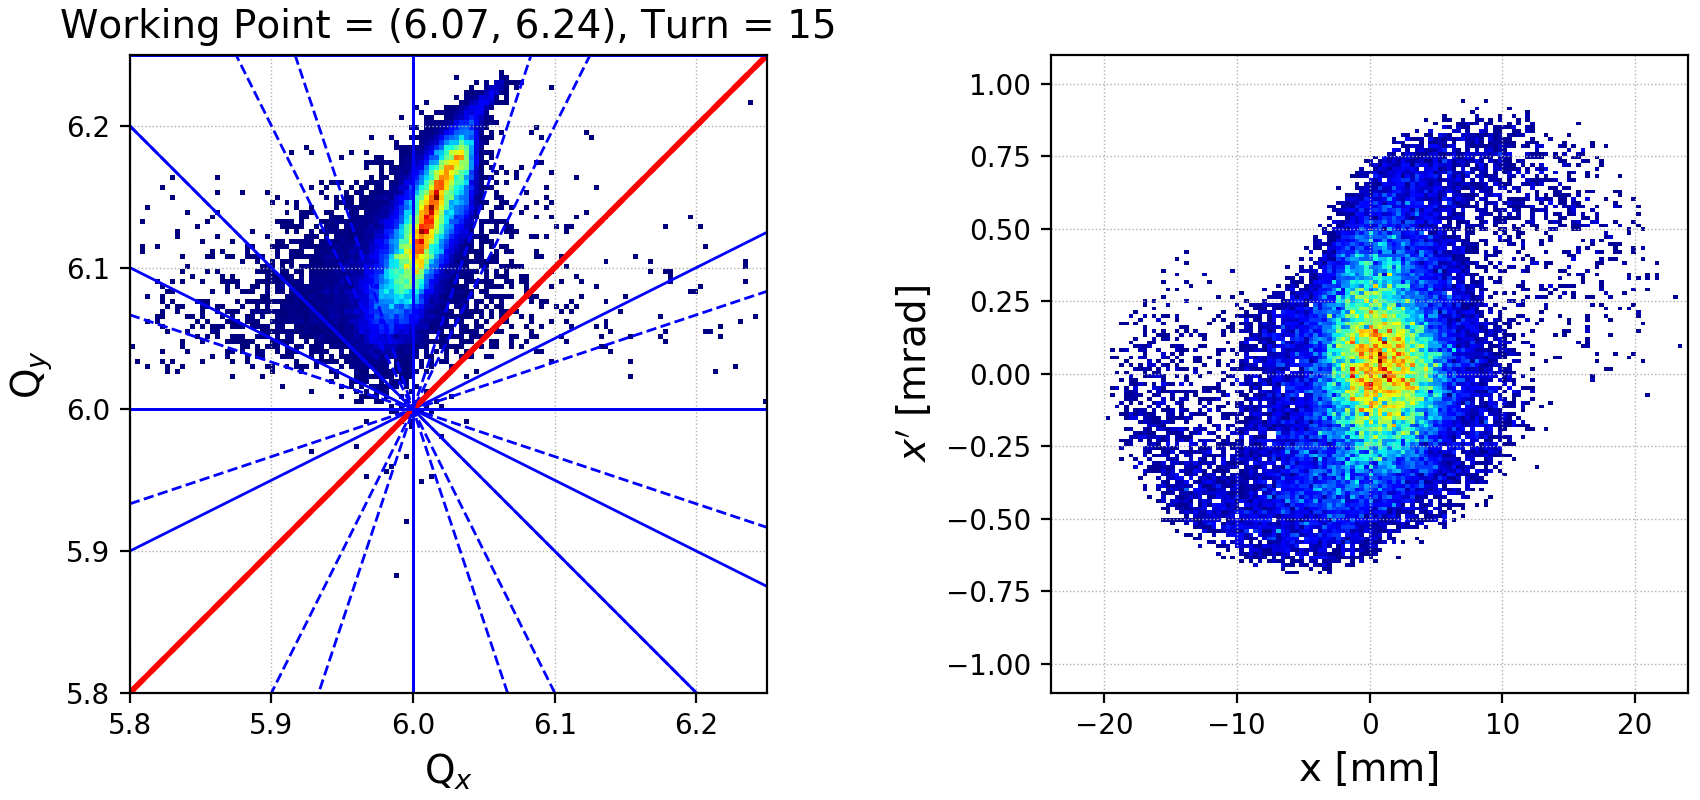 Working Point = (6.07, 6.24), Turn = 15
6.2
6.1
6.0
5.9
5.8
Q_y
5.8 5.9 6.0 6.1 6.2
Q_x
1.00
0.75
0.50
0.25
0.00
−0.25
−0.50
−0.75
−1.00
x′ [mrad]
−20 −10 0 10 20
x [mm]